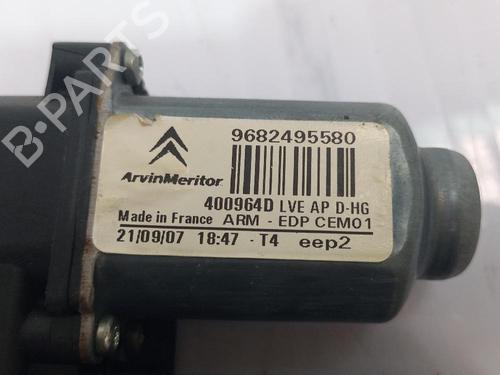 9682495580
ArvinMeritor
400964D LVE AP D-HG
Made in France ARM - EDP CEM01
21/09/07 18:47 - T4 eep2
B-PARTS